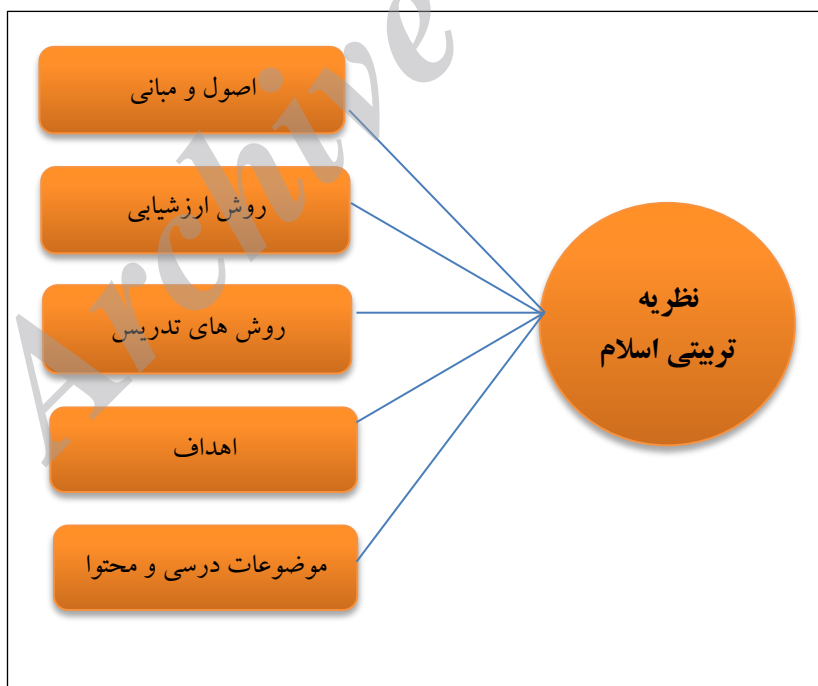 اصول و مبانی
روش ارزشیابی
روش های تدریس
اهداف
موضوعات درسی و محتوا
نظریه
تربیتی اسلام
Archive